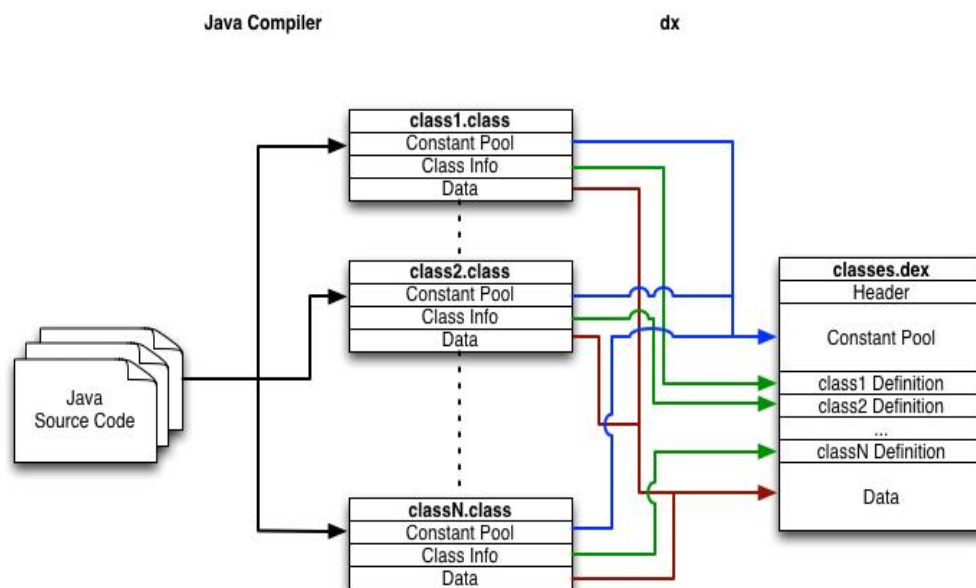 Java Compiler
dx
class1.class
Constant Pool
Class Info
Data
class2.class
Constant Pool
Class Info
Data
classN.class
Constant Pool
Class Info
Data
Java
Source Code
classes.dex
Header
Constant Pool
class1 Definition
class2 Definition
...
classN Definition
Data